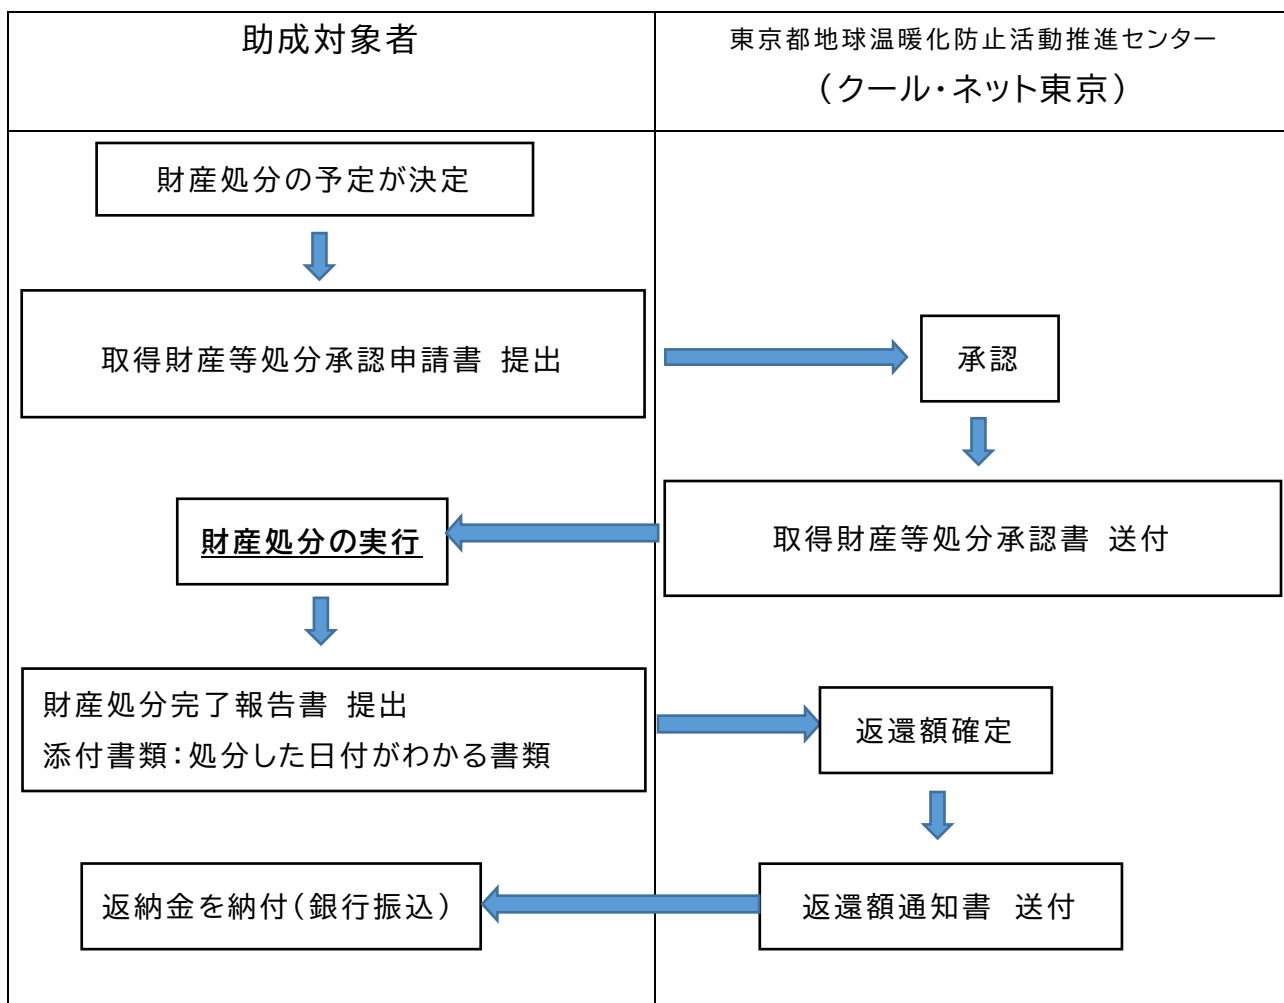 助成対象者
東京都地球温暖化防止活動推進センター
(クール・ネット東京)
財産処分の予定が決定
取得財産等処分承認申請書 提出
承認
取得財産等処分承認書 送付
財産処分の実行
財産処分完了報告書 提出
添付書類:処分した日付がわかる書類
返還額確定
返還額通知書 送付
返納金を納付(銀行振込)